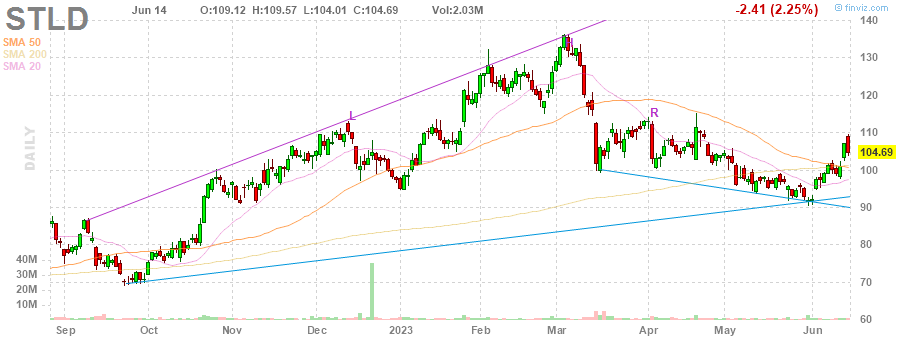 STLD
Jun 14 O:109.12 H:109.57 L:104.01 C:104.69 Vol:2.03M
-2.41 (2.25%)
© finviz.com
SMA 50
SMA 200
SMA 20
DAILY
L
R
140
130
120
110
104.69
100
90
80
70
60
40M
30M
20M
10M
Sep Oct Nov Dec 2023 Feb Mar Apr May Jun